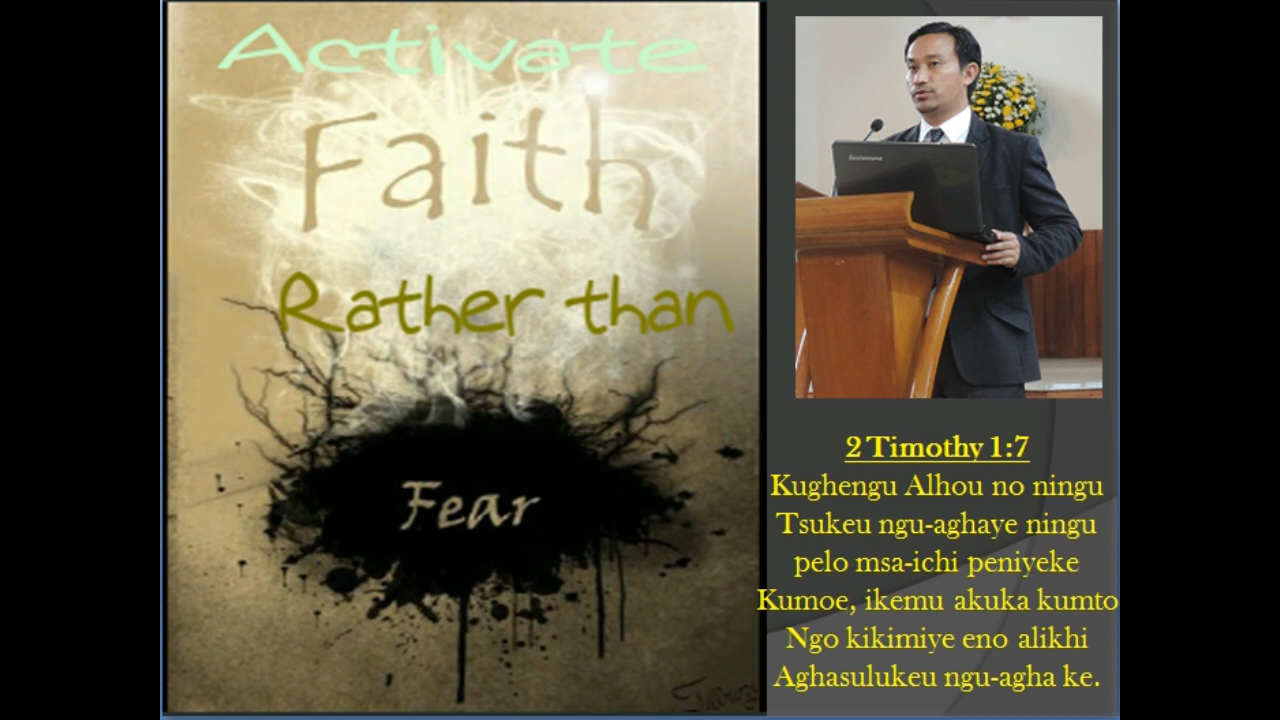 Activate
Faith
Rather than
Fear
lenovo
2 Timothy 1:7
Kughengu Alhou no ningu
Tsukeu ngu-aghaye ningu
pelo msa-ichi peniyeke
Kumoe, ikemu akuka kumto
Ngo kikimiye eno alikhi
Aghasulukeu ngu-agha ke.